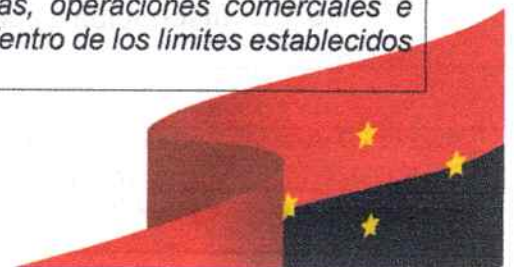 as, operaciones comerciales e
entro de los límites establecidos